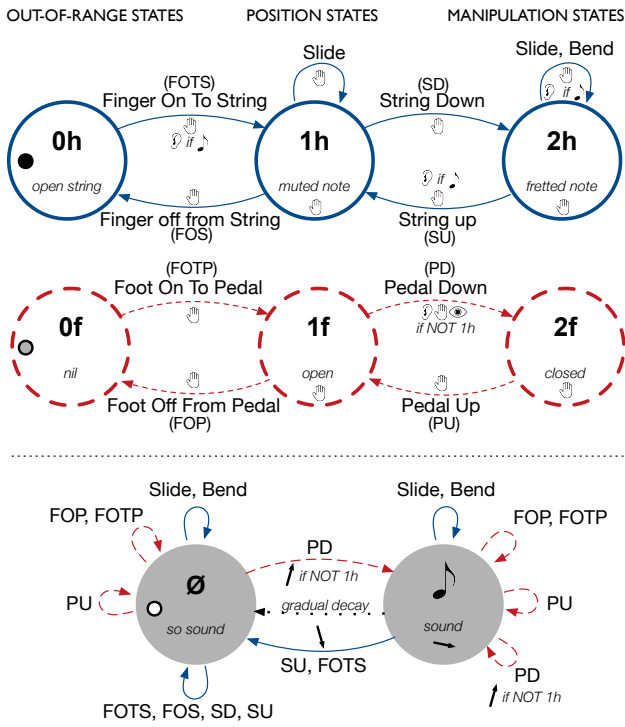 OUT-OF-RANGE STATES POSITION STATES MANIPULATION STATES
Slide Slide, Bend
(FOTS) (SD)
Finger On To String String Down
if
if
0h 1h 2h
if
open string muted note fretted note
Finger off from String String up
(FOS) (SU)
(FOTP) (PD)
Foot On To Pedal Pedal Down
if NOT 1h
0f 1f 2f
nil open closed
Foot Off From Pedal Pedal Up
(FOP) (PU)
Slide, Bend Slide, Bend
FOP, FOTP FOP, FOTP
PD
if NOT 1h
PU ø PU
gradual decay
so sound sound
SU, FOTS PD
if NOT 1h
FOTS, FOS, SD, SU